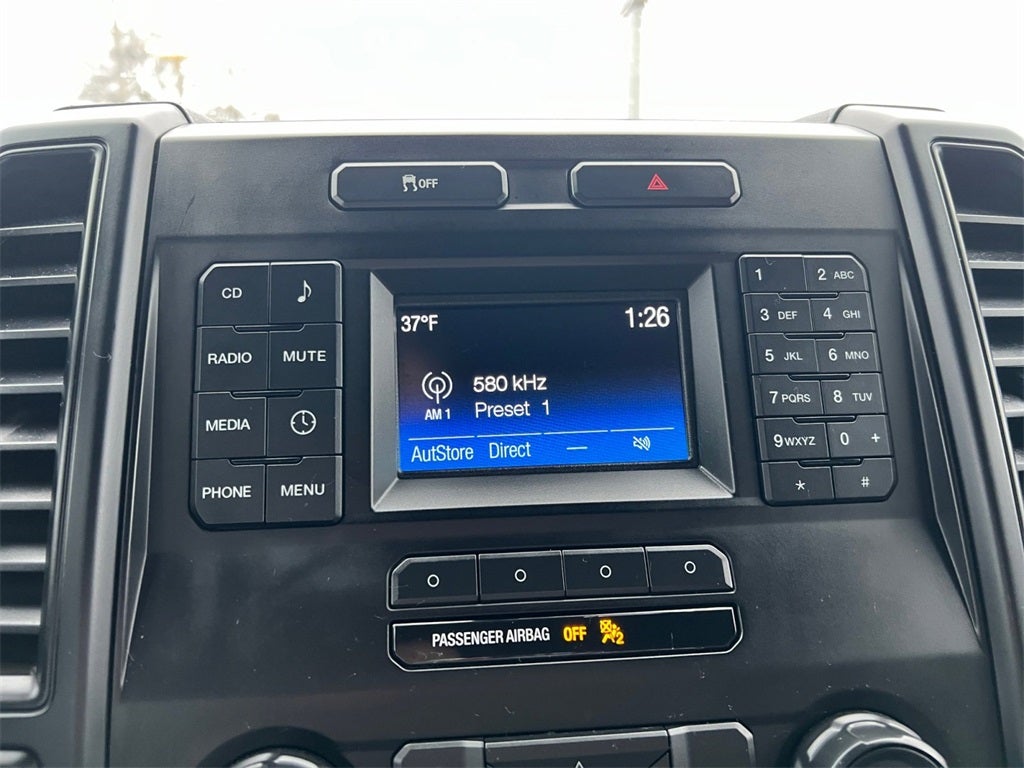 OFF
CD
RADIO MUTE
MEDIA
PHONE MENU
37°F 1:26
580 kHz
AM 1 Preset 1
AutStore Direct —
1 2 ABC
3 DEF 4 GHI
5 JKL 6 MNO
7 PQRS 8 TUV
9 WXYZ 0 +
* #
PASSENGER AIRBAG OFF 2